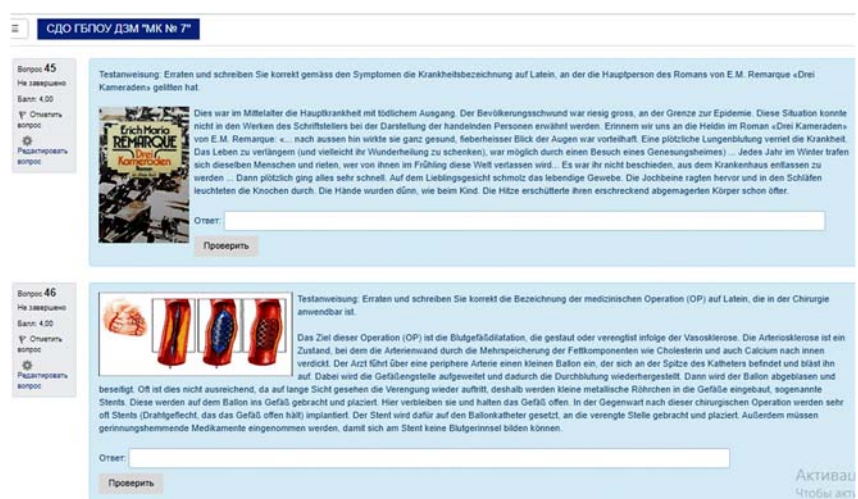 СДО ГБПОУ ДЗМ "МК № 7"
Вопрос 45
Не завершено
Балл: 4,00
Отметить вопрос
Редактировать вопрос
Testanweisung: Erraten und schreiben Sie korrekt gemäss den Symptomen die Krankheitsbezeichnung auf Latein, an der die Hauptperson des Romans von E.M. Remarque «Drei
Kameraden» gelitten hat.
Erich Maria
REMARQUE
Drei
Kameraden
Roman
Dies war im Mittelalter die Hauptkrankheit mit tödlichem Ausgang. Der Bevölkerungsschwund war riesig gross, an der Grenze zur Epidemie. Diese Situation konnte
nicht in den Werken des Schriftstellers bei der Darstellung der handelnden Personen erwähnt werden. Erinnern wir uns an die Heldin im Roman «Drei Kameraden»
von E.M. Remarque: «... nach aussen hin wirkte sie ganz gesund, fieberheisser Blick der Augen war vorteilhaft. Eine plötzliche Lungenblutung verriet die Krankheit.
Das Leben zu verlängern (und vielleicht ihr Wunderheilung zu schenken), war möglich durch einen Besuch eines Genesungsheimes) ... Jedes Jahr im Winter trafen
sich dieselben Menschen und rieten, wer von ihnen im Frühling diese Welt verlassen wird... Es war ihr nicht beschieden, aus dem Krankenhaus entlassen zu
werden ... Dann plötzlich ging alles sehr schnell. Auf dem Lieblingsgesicht schmolz das lebendige Gewebe. Die Jochbeine ragten hervor und in den Schläfen
leuchteten die Knochen durch. Die Hände wurden dünn, wie beim Kind. Die Hitze erschütterte ihren erschreckend abgemagerten Körper schon öfter.
Ответ:
Проверить
Вопрос 46
Не завершено
Балл: 4,00
Отметить вопрос
Редактировать вопрос
Testanweisung: Erraten und schreiben Sie korrekt die Bezeichnung der medizinischen Operation (OP) auf Latein, die in der Chirurgie
anwendbar ist.
Das Ziel dieser Operation (OP) ist die Blutgefäßdilatation, die gestaut oder verengtist infolge der Vasosklerose. Die Arteriosklerose ist ein
Zustand, bei dem die Arterienwand durch die Mehrspeicherung der Fettkomponenten wie Cholesterin und auch Calcium nach innen
verdickt. Der Arzt führt über eine periphere Arterie einen kleinen Ballon ein, der sich an der Spitze des Katheters befindet und bläst ihn
auf. Dabei wird die Gefäßengstelle aufgeweitet und dadurch die Durchblutung wiederhergestellt. Dann wird der Ballon abgeblasen und
beseitigt. Oft ist dies nicht ausreichend, da auf lange Sicht gesehen die Verengung wieder auftritt, deshalb werden kleine metallische Röhrchen in die Gefäße eingebaut, sogenannte
Stents. Diese werden auf dem Ballon ins Gefäß gebracht und plaziert. Hier verbleiben sie und halten das Gefäß offen. In der Gegenwart nach dieser chirurgischen Operation werden sehr
oft Stents (Drahtgeflecht, das das Gefäß offen hält) implantiert. Der Stent wird dafür auf den Ballonkatheter gesetzt, an die verengte Stelle gebracht und plaziert. Außerdem müssen
gerinnungshemmende Medikamente eingenommen werden, damit sich am Stent keine Blutgerinnsel bilden können.
Ответ:
Проверить
Активац
Чтобы акти